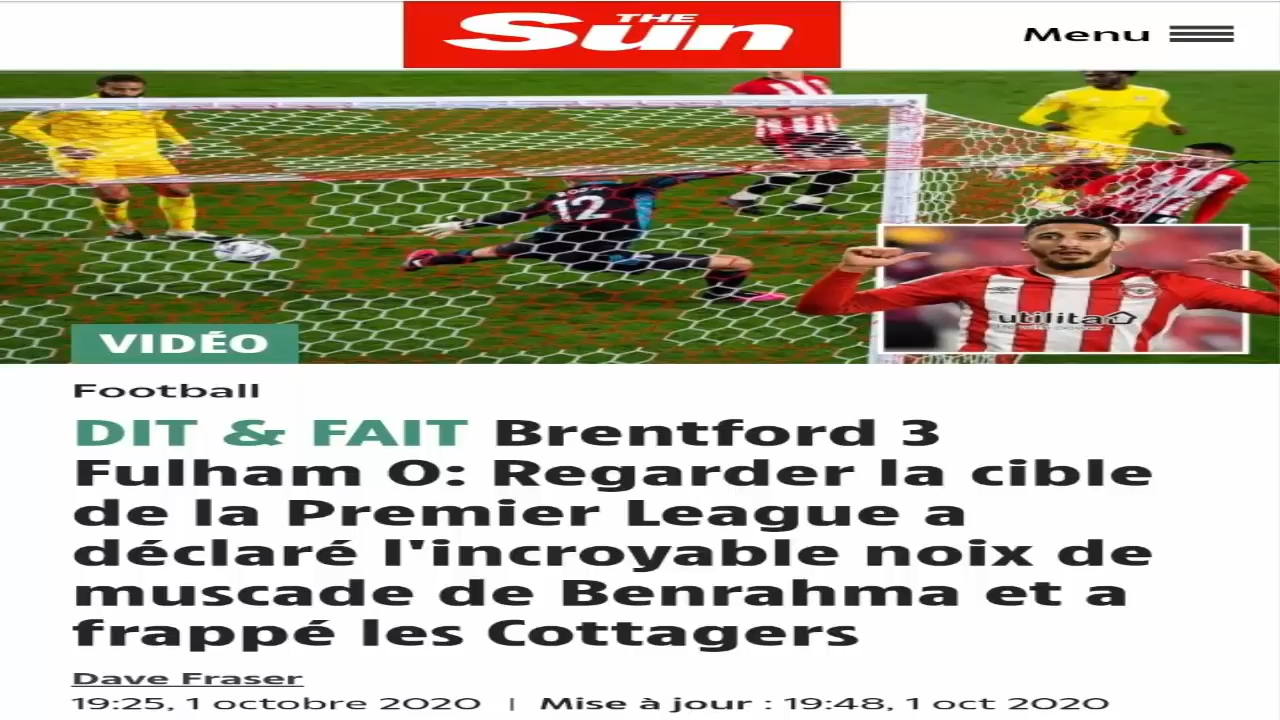 THE
Sun
Menu
12
utilita
VIDÉO
Football
DIT & FAIT Brentford 3
Fulham 0: Regarder la cible
de la Premier League a
déclaré l'incroyable noix de
muscade de Benrahma et a
frappé les Cottagers
Dave Fraser
19:25, 1 octobre 2020 | Mise à jour : 19:48, 1 oct 2020